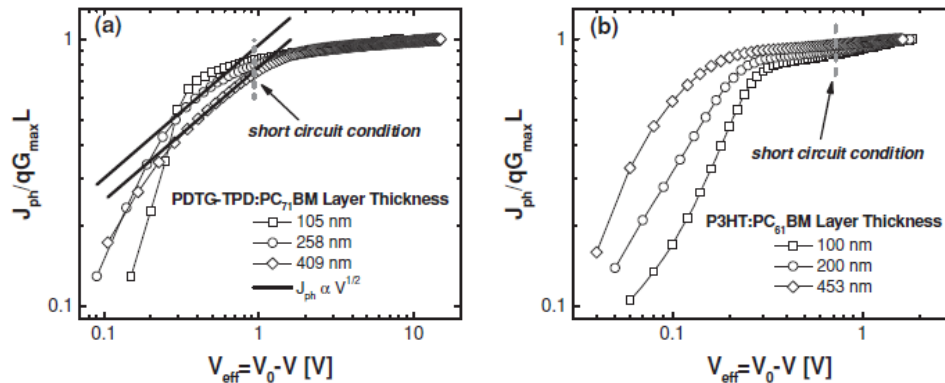 (a)
1
0.1
J_ph/qG_max L
short circuit condition
PDTG-TPD:PC_71BM Layer Thickness
105 nm
258 nm
409 nm
J_ph ∝ V^1/2
0.1
1
10
V_eff=V_0-V [V]
(b)
1
0.1
J_ph/qG_max L
short circuit condition
P3HT:PC_61BM Layer Thickness
100 nm
200 nm
453 nm
0.1
1
V_eff=V_0-V [V]